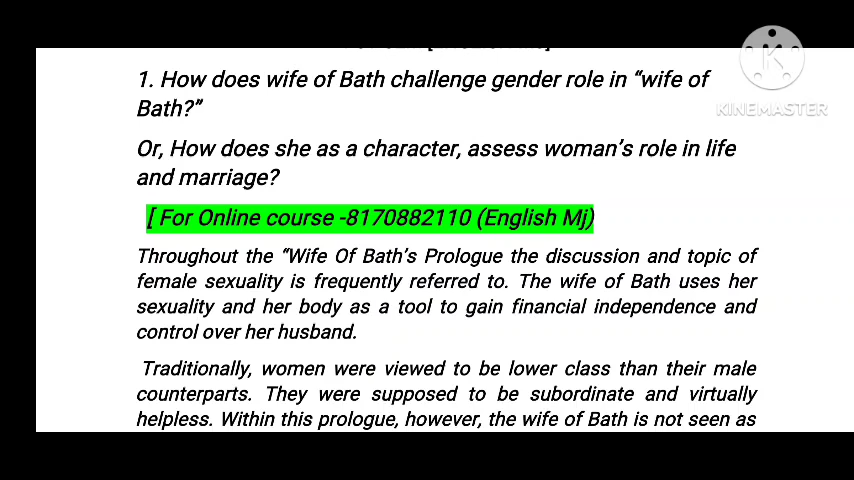 1. How does wife of Bath challenge gender role in “wife of
Bath?”
Or, How does she as a character, assess woman’s role in life
and marriage?
[ For Online course -8170882110 (English Mj)
Throughout the “Wife Of Bath’s Prologue the discussion and topic of
female sexuality is frequently referred to. The wife of Bath uses her
sexuality and her body as a tool to gain financial independence and
control over her husband.
Traditionally, women were viewed to be lower class than their male
counterparts. They were supposed to be subordinate and virtually
helpless. Within this prologue, however, the wife of Bath is not seen as
KINEMASTER